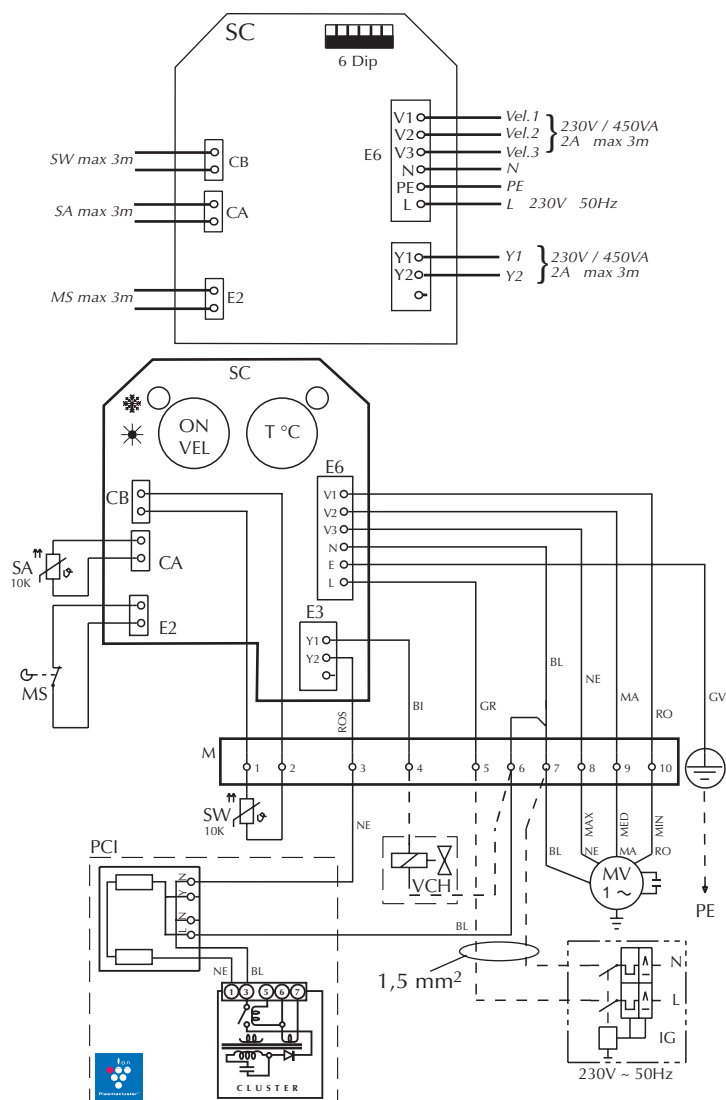 SC
6 Dip
V1 Vel.1
V2 Vel.2
V3 Vel.3
230V / 450VA
2A max 3m
E6
N N
PE PE
L L 230V 50Hz
SW max 3m
CB
SA max 3m
CA
Y1 Y1
Y2 Y2
230V / 450VA
2A max 3m
MS max 3m
E2
SC
ON
VEL
T °C
E6
CB
V1
V2
V3
N
E
L
SA
10K
CA
E2
E3
Y1
Y2
MS
ROS
BI
GR
BL
NE
MA
RO
GV
M
1 2 3 4 5 6 7 8 9 10
SW
10K
NE
VCH
BL
MAX
NE
MED
MA
MIN
RO
MV
1 ~
PE
PCI
N
Y
N
L
BL
NE
BL
1,5 mm²
N
L
IG
230V ~ 50Hz
1 3 5 6 7
CLUSTER
ion
Plasmacluster